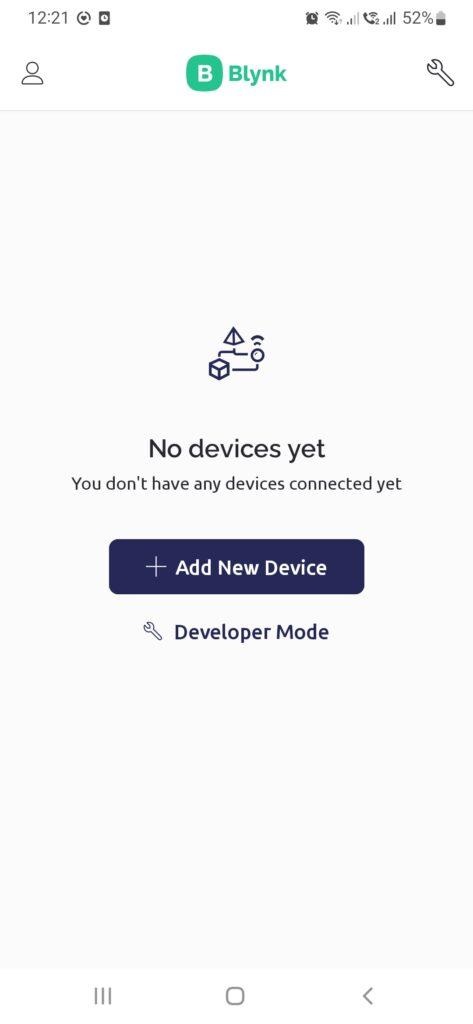 12:21
52%
B Blynk
No devices yet
You don't have any devices connected yet
Add New Device
Developer Mode